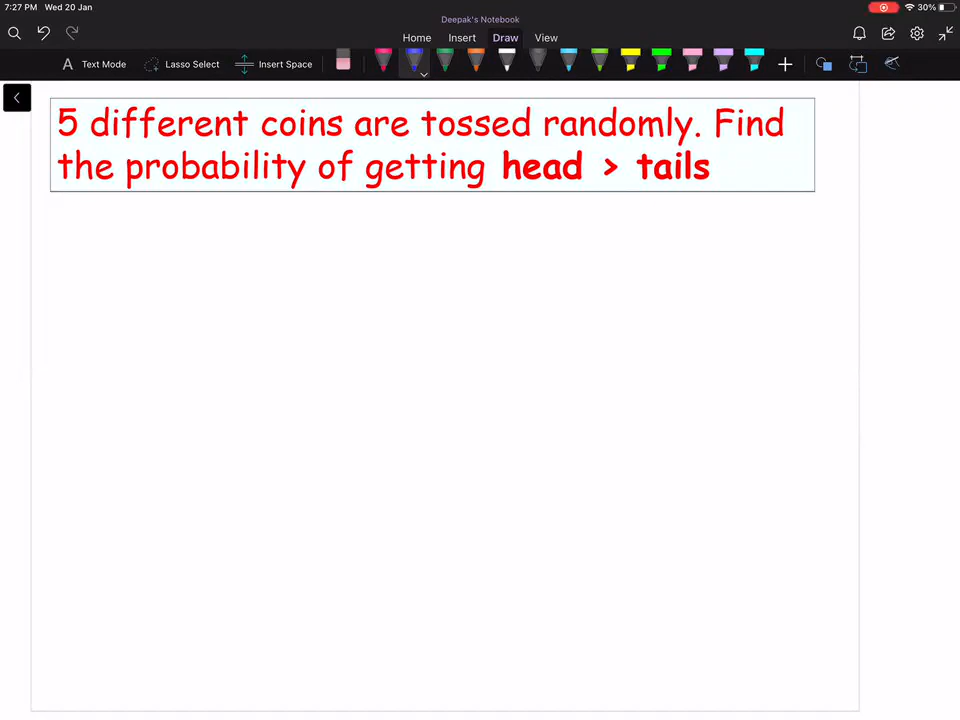 7:27 PM Wed 20 Jan
30%
Deepak's Notebook
Home Insert Draw View
A Text Mode Lasso Select Insert Space
5 different coins are tossed randomly. Find
the probability of getting head > tails